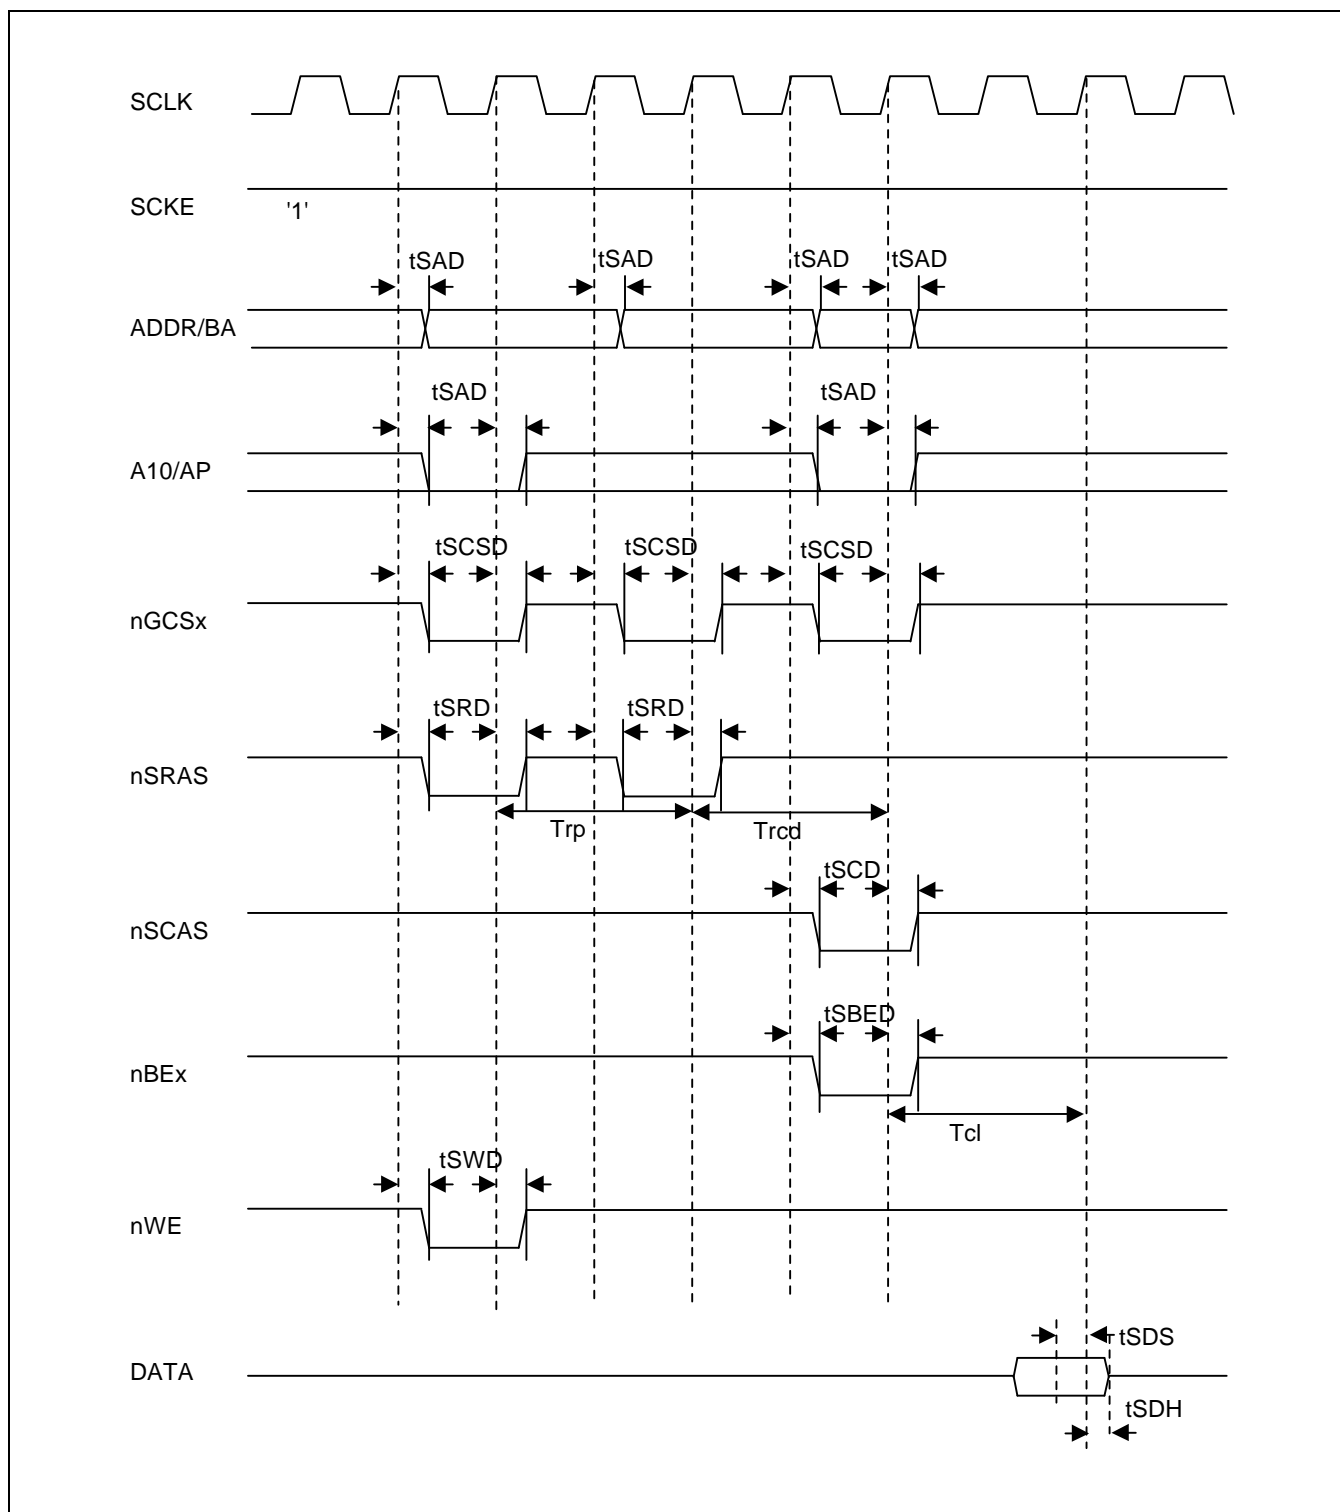 SCLK
SCKE
'1'
tSAD tSAD tSAD tSAD
ADDR/BA
tSAD tSAD
A10/AP
tSCSD tSCSD tSCSD
nGCSx
tSRD tSRD
nSRAS
Trp Trcd
tSCD
nSCAS
tSBED
nBEx
Tcl
tSWD
nWE
tSDS
DATA
tSDH